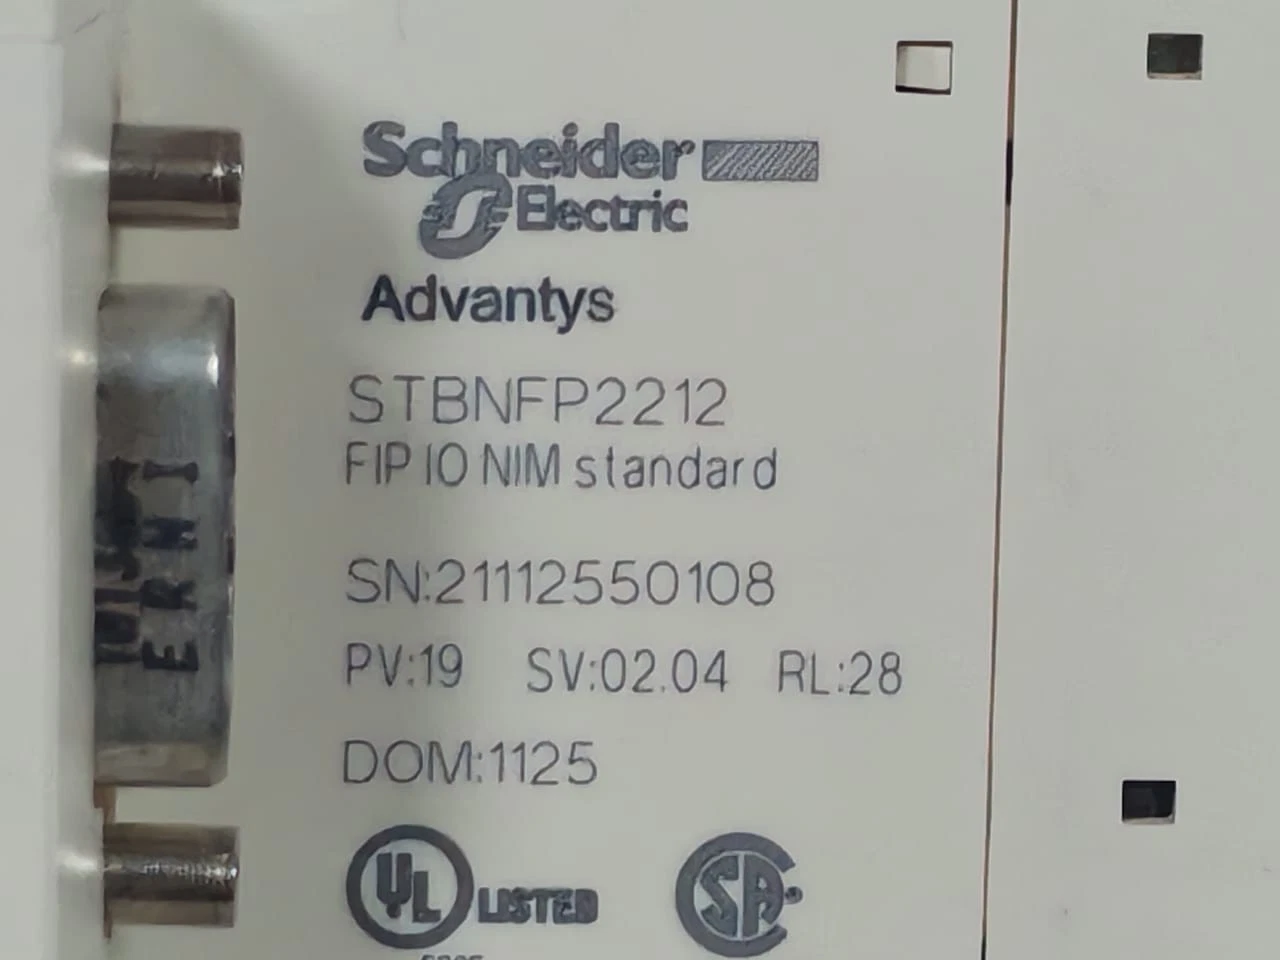 Schneider
Electric
Advantys
STBNFP2212
FIP IO NIM standard
SN:21112550108
PV:19 SV:02.04 RL:28
DOM:1125
UL LISTED
SA
ERNI